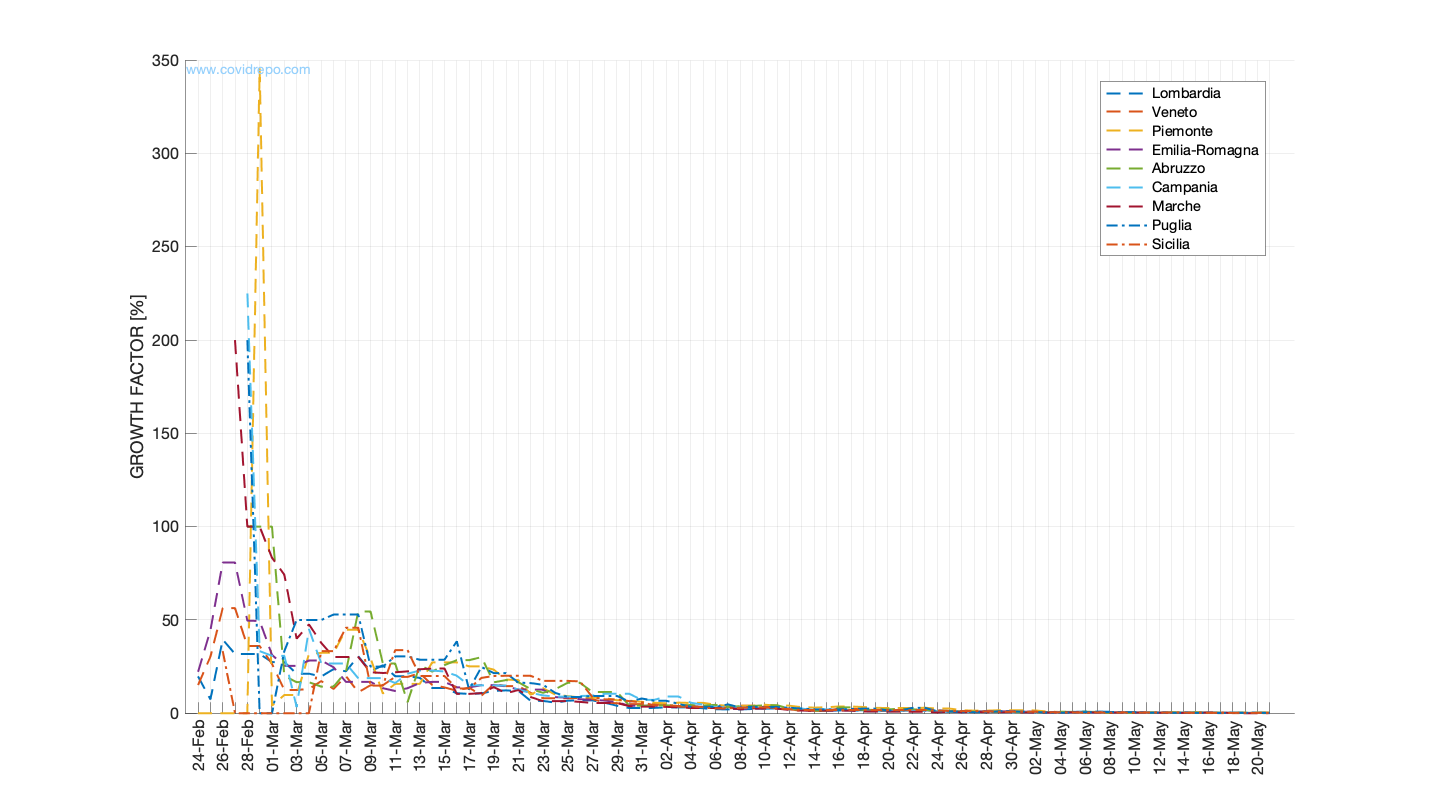 www.covidrepo.com
350
300
250
200
150
100
50
0
GROWTH FACTOR [%]
Lombardia
Veneto
Piemonte
Emilia-Romagna
Abruzzo
Campania
Marche
Puglia
Sicilia
24-Feb
26-Feb
28-Feb
01-Mar
03-Mar
05-Mar
07-Mar
09-Mar
11-Mar
13-Mar
15-Mar
17-Mar
19-Mar
21-Mar
23-Mar
25-Mar
27-Mar
29-Mar
31-Mar
02-Apr
04-Apr
06-Apr
08-Apr
10-Apr
12-Apr
14-Apr
16-Apr
18-Apr
20-Apr
22-Apr
24-Apr
26-Apr
28-Apr
30-Apr
02-May
04-May
06-May
08-May
10-May
12-May
14-May
16-May
18-May
20-May